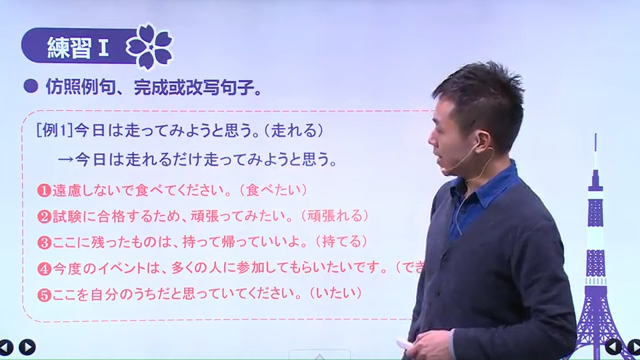 練習Ⅰ
● 仿照例句、完成或改写句子。
[例1]今日は走ってみようと思う。(走れる)
→今日は走れるだけ走ってみようと思う。
❶遠慮しないで食べてください。(食べたい)
❷試験に合格するため、頑張ってみたい。(頑張れる)
❸ここに残ったものは、持って帰っていいよ。(持てる)
❹今度のイベントは、多くの人に参加してもらいたいです。(でき
❺ここを自分のうちだと思っていてください。(いたい)